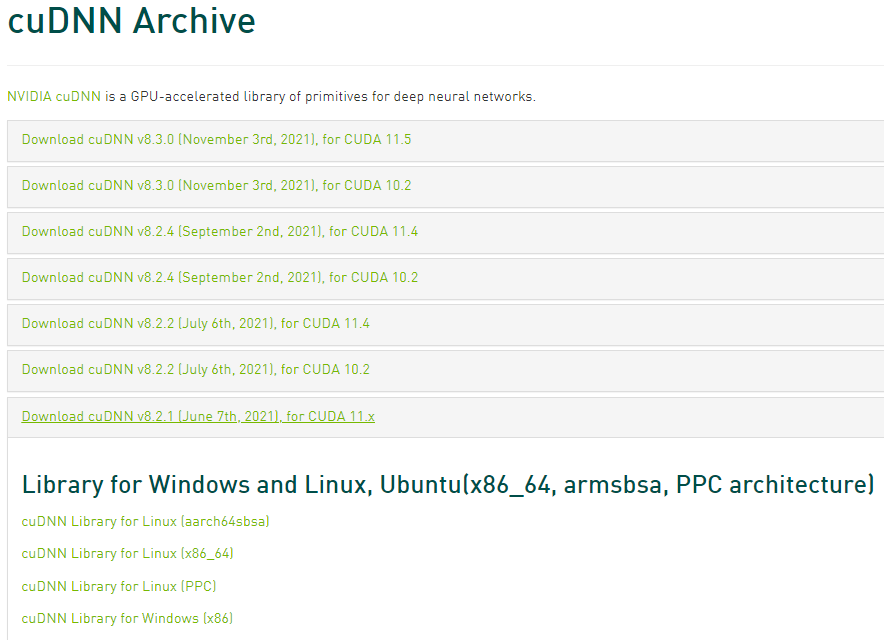 cuDNN Archive
NVIDIA cuDNN is a GPU-accelerated library of primitives for deep neural networks.
Download cuDNN v8.3.0 (November 3rd, 2021), for CUDA 11.5
Download cuDNN v8.3.0 (November 3rd, 2021), for CUDA 10.2
Download cuDNN v8.2.4 (September 2nd, 2021), for CUDA 11.4
Download cuDNN v8.2.4 (September 2nd, 2021), for CUDA 10.2
Download cuDNN v8.2.2 (July 6th, 2021), for CUDA 11.4
Download cuDNN v8.2.2 (July 6th, 2021), for CUDA 10.2
Download cuDNN v8.2.1 (June 7th, 2021), for CUDA 11.x
Library for Windows and Linux, Ubuntu(x86_64, armsbsa, PPC architecture)
cuDNN Library for Linux (aarch64sbsa)
cuDNN Library for Linux (x86_64)
cuDNN Library for Linux (PPC)
cuDNN Library for Windows (x86)